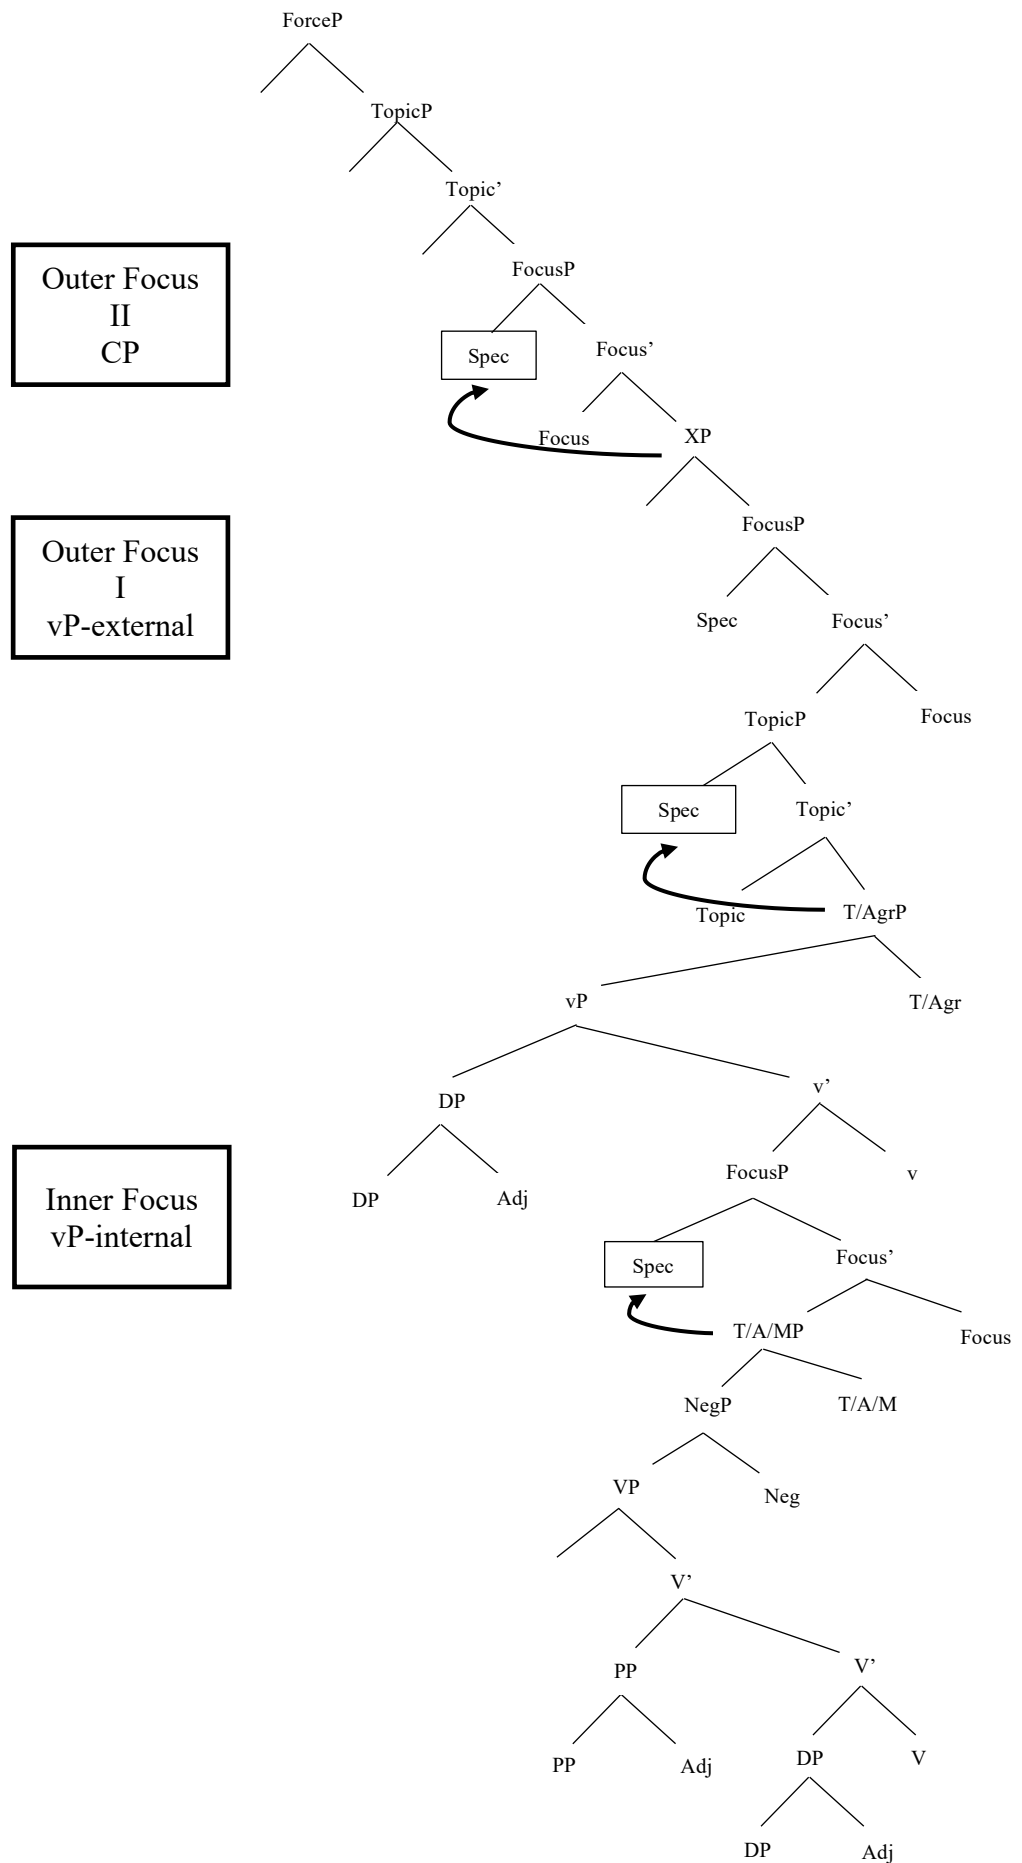 ForceP
TopicP
Topic’
Outer Focus
II
CP
FocusP
Spec
Focus’
Focus
XP
Outer Focus
I
vP-external
FocusP
Spec
Focus’
TopicP
Focus
Spec
Topic’
Topic
T/AgrP
vP
T/Agr
DP
v’
Inner Focus
vP-internal
DP
Adj
FocusP
v
Spec
Focus’
T/A/MP
Focus
NegP
T/A/M
VP
Neg
V’
PP
V’
PP
Adj
DP
V
DP
Adj